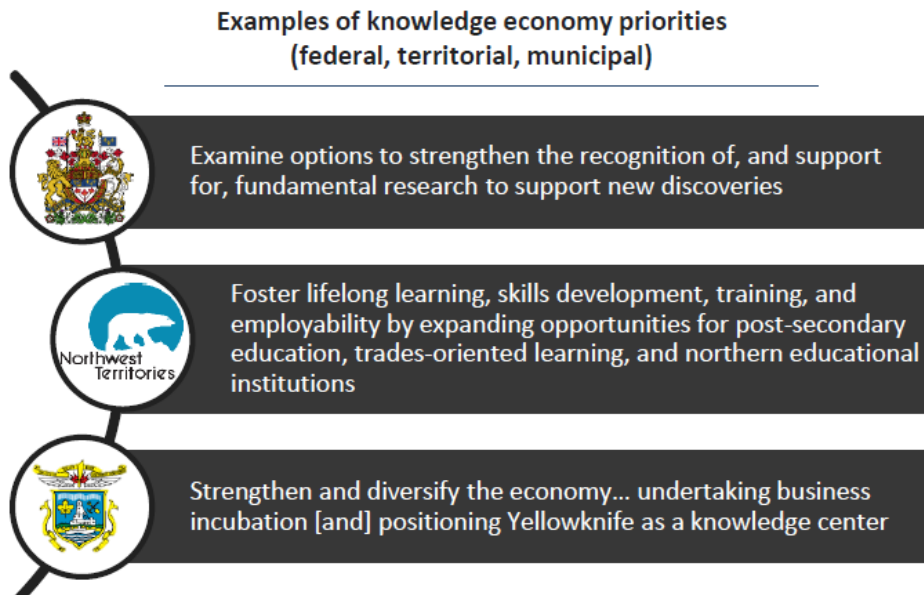 Examples of knowledge economy priorities
(federal, territorial, municipal)
Examine options to strengthen the recognition of, and support
for, fundamental research to support new discoveries
Northwest
Territories
Foster lifelong learning, skills development, training, and
employability by expanding opportunities for post-secondary
education, trades-oriented learning, and northern educational
institutions
Strengthen and diversify the economy... undertaking business
incubation [and] positioning Yellowknife as a knowledge center